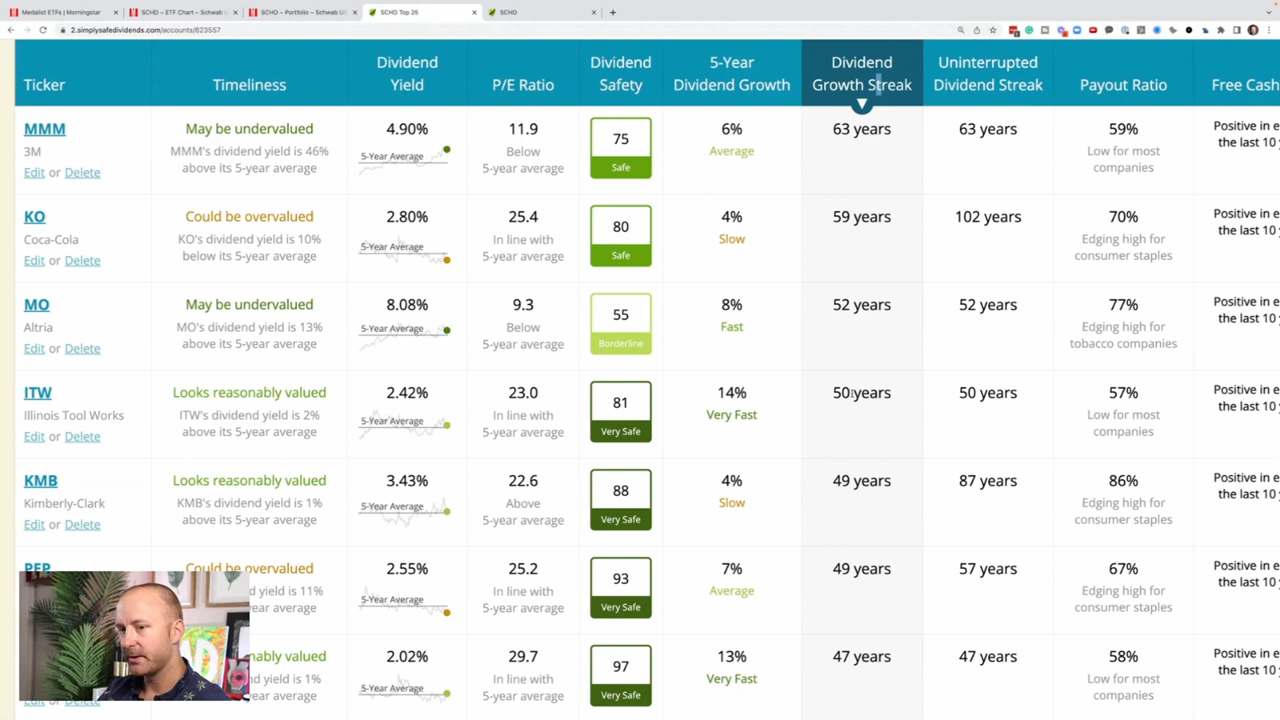 Medalist ETFs | Morningstar
SCHD – ETF Chart – Schwab U
SCHD – Portfolio – Schwab US
SCHD Top 25
SCHD
2.simplysafedividends.com/accounts/823557
Ticker
Timeliness
Dividend
Yield
P/E Ratio
Dividend
Safety
5-Year
Dividend Growth
Dividend
Growth Streak
Uninterrupted
Dividend Streak
Payout Ratio
Free Cash
MMM
3M
Edit or Delete
May be undervalued
MMM's dividend yield is 46%
above its 5-year average
4.90%
5-Year Average
11.9
Below
5-year average
75
Safe
6%
Average
63 years
63 years
59%
Low for most
companies
Positive in e
the last 10 y
KO
Coca-Cola
Edit or Delete
Could be overvalued
KO's dividend yield is 10%
below its 5-year average
2.80%
5-Year Average
25.4
In line with
5-year average
80
Safe
4%
Slow
59 years
102 years
70%
Edging high for
consumer staples
Positive in e
the last 10 y
MO
Altria
Edit or Delete
May be undervalued
MO's dividend yield is 13%
above its 5-year average
8.08%
5-Year Average
9.3
Below
5-year average
55
Borderline
8%
Fast
52 years
52 years
77%
Edging high for
tobacco companies
Positive in e
the last 10 y
ITW
Illinois Tool Works
Edit or Delete
Looks reasonably valued
ITW's dividend yield is 2%
above its 5-year average
2.42%
5-Year Average
23.0
In line with
5-year average
81
Very Safe
14%
Very Fast
50 years
50 years
57%
Low for most
companies
Positive in e
the last 10 y
KMB
Kimberly-Clark
Edit or Delete
Looks reasonably valued
KMB's dividend yield is 1%
above its 5-year average
3.43%
5-Year Average
22.6
Above
5-year average
88
Very Safe
4%
Slow
49 years
87 years
86%
Edging high for
consumer staples
Positive in e
the last 10 y
PEP
Could be overvalued
yield is 11%
ear average
2.55%
5-Year Average
25.2
In line with
5-year average
93
Very Safe
7%
Average
49 years
57 years
67%
Edging high for
consumer staples
Positive in e
the last 10 y
nably valued
nd yield is 1%
ear average
2.02%
5-Year Average
29.7
In line with
5-year average
97
Very Safe
13%
Very Fast
47 years
47 years
58%
Low for most
companies
Positive in e
the last 10 y